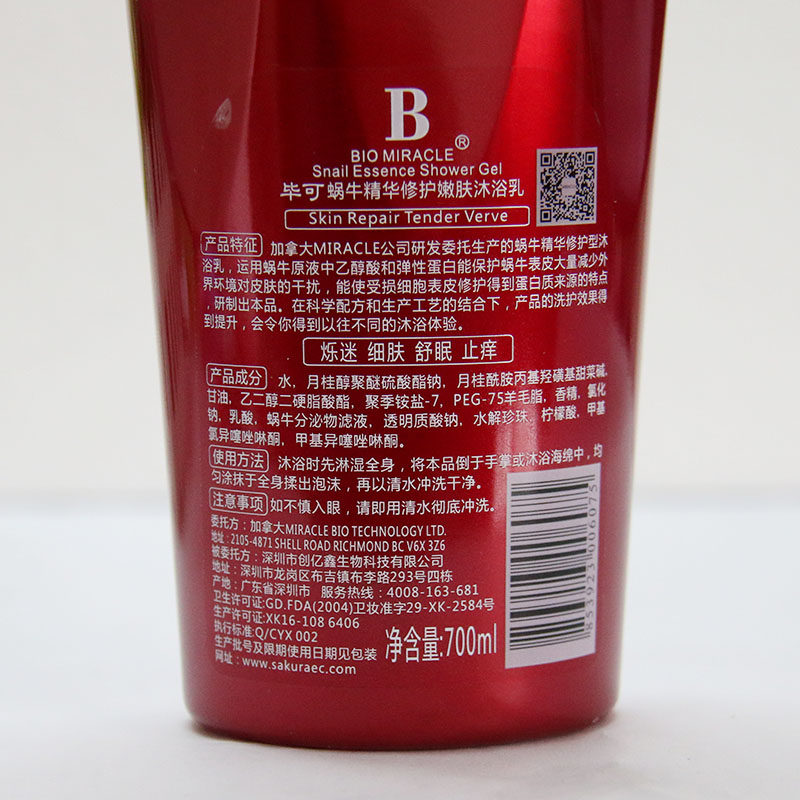 B
BIO MIRACLE®
Snail Essence Shower Gel
毕可蜗牛精华修护嫩肤沐浴乳
Skin Repair Tender Verve
产品特征 加拿大MIRACLE公司研发委托生产的蜗牛精华修护型沐
浴乳,运用蜗牛原液中乙醇酸和弹性蛋白能保护蜗牛表皮大量减少外
界环境对皮肤的干扰,能使受损细胞表皮修护得到蛋白质来源的特点
,研制出本品。在科学配方和生产工艺的结合下,产品的洗护效果得
到提升,会令你得到以往不同的沐浴体验。
烁迷 细肤 舒眠 止痒
产品成分 水,月桂醇聚醚硫酸酯钠,月桂酰胺丙基羟磺基甜菜碱,
甘油,乙二醇二硬脂酸酯,聚季铵盐-7,PEG-75羊毛脂,香精,氯化
钠,乳酸,蜗牛分泌物滤液,透明质酸钠,水解珍珠,柠檬酸,甲基
氯异噻唑啉酮,甲基异噻唑啉酮。
使用方法 沐浴时先淋湿全身,将本品倒于手掌或沐浴海绵中,均
匀涂抹于全身揉出泡沫,再以清水冲洗干净。
注意事项 如不慎入眼,请即用清水彻底冲洗。
委托方:加拿大MIRACLE BIO TECHNOLOGY LTD.
地址:2105-4871 SHELL ROAD RICHMOND BC V6X 3Z6
被委托方:深圳市创亿鑫生物科技有限公司
地址:深圳市龙岗区布吉镇布李路293号四栋
产地:广东省深圳市 服务热线:4008-163-681
卫生许可证:GD.FDA(2004)卫妆准字29-XK-2584号
生产许可证:XK16-108 6406
执行标准:Q/CYX 002
生产批号及限期使用日期见包装
网址:www.sakuraec.com
净含量:700ml
8 53923 006075